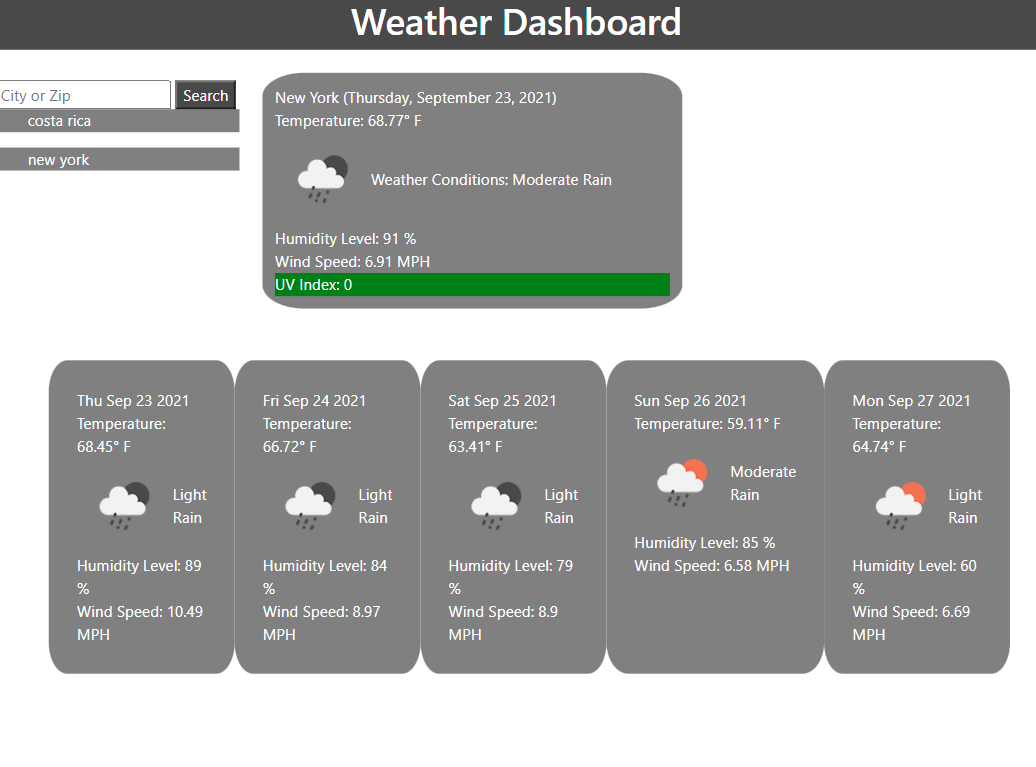 Weather Dashboard
City or Zip
Search
costa rica
new york
New York (Thursday, September 23, 2021)
Temperature: 68.77° F
Weather Conditions: Moderate Rain
Humidity Level: 91 %
Wind Speed: 6.91 MPH
UV Index: 0
Thu Sep 23 2021
Temperature:
68.45° F
Light
Rain
Humidity Level: 89
%
Wind Speed: 10.49
MPH
Fri Sep 24 2021
Temperature:
66.72° F
Light
Rain
Humidity Level: 84
%
Wind Speed: 8.97
MPH
Sat Sep 25 2021
Temperature:
63.41° F
Light
Rain
Humidity Level: 79
%
Wind Speed: 8.9
MPH
Sun Sep 26 2021
Temperature: 59.11° F
Moderate
Rain
Humidity Level: 85 %
Wind Speed: 6.58 MPH
Mon Sep 27 2021
Temperature:
64.74° F
Light
Rain
Humidity Level: 60
%
Wind Speed: 6.69
MPH